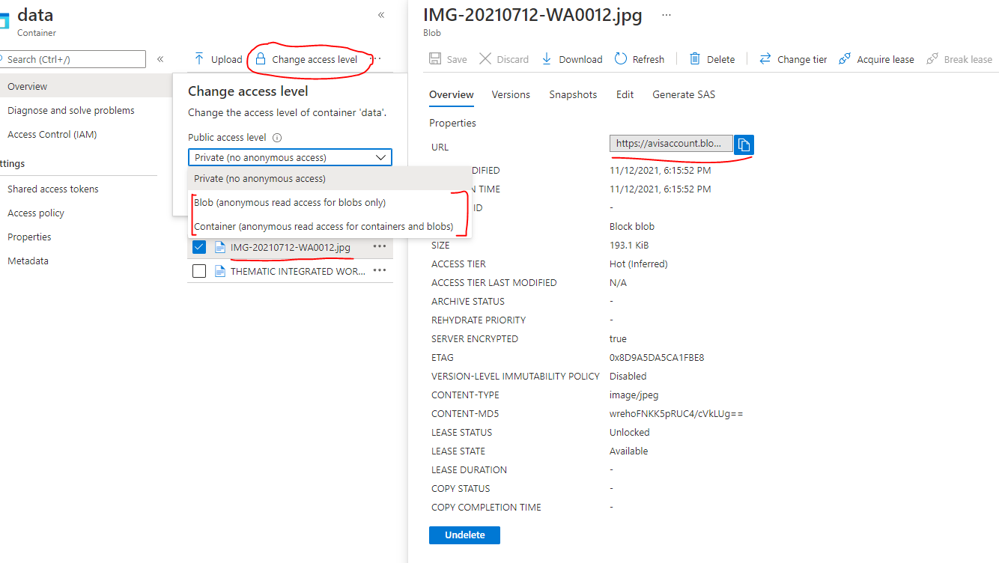 data
Container
«
Search (Ctrl+/)
«
Overview
Diagnose and solve problems
Access Control (IAM)
ttings
Shared access tokens
Access policy
Properties
Metadata
Upload
Change access level
...
Change access level
Change the access level of container 'data'.
Public access level
Private (no anonymous access)
Private (no anonymous access)
Blob (anonymous read access for blobs only)
Container (anonymous read access for containers and blobs)
IMG-20210712-WA0012.jpg
...
THEMATIC INTEGRATED WOR...
...
IMG-20210712-WA0012.jpg
...
Blob
Save
Discard
Download
Refresh
Delete
Change tier
Acquire lease
Break lease
Overview
Versions
Snapshots
Edit
Generate SAS
Properties
URL
https://avisaccount.blo...
DIFIED 11/12/2021, 6:15:52 PM
N TIME 11/12/2021, 6:15:52 PM
ID -
Block blob
SIZE 193.1 KiB
ACCESS TIER Hot (Inferred)
ACCESS TIER LAST MODIFIED N/A
ARCHIVE STATUS -
REHYDRATE PRIORITY -
SERVER ENCRYPTED true
ETAG 0x8D9A5DA5CA1FBE8
VERSION-LEVEL IMMUTABILITY POLICY Disabled
CONTENT-TYPE image/jpeg
CONTENT-MD5 wrehoFNKK5pRUC4/cVkLUg==
LEASE STATUS Unlocked
LEASE STATE Available
LEASE DURATION -
COPY STATUS -
COPY COMPLETION TIME -
Undelete